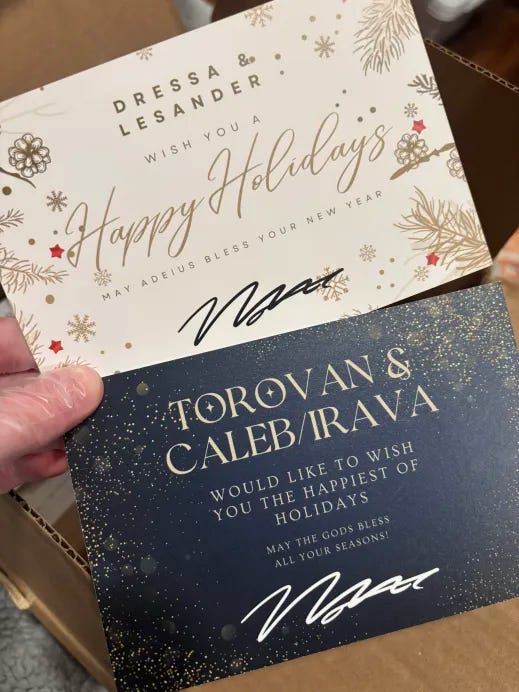 DRESSA &
LESANDER
WISH YOU A
Happy Holidays
MAY ADEIUS BLESS YOUR NEW YEAR
TOROVAN &
CALEB/IRAVA
WOULD LIKE TO WISH
YOU THE HAPPIEST OF
HOLIDAYS
MAY THE GODS BLESS
ALL YOUR SEASONS!